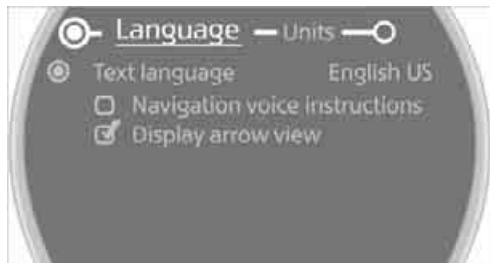 Language Units
Text language English US
Navigation voice instructions
Display arrow view